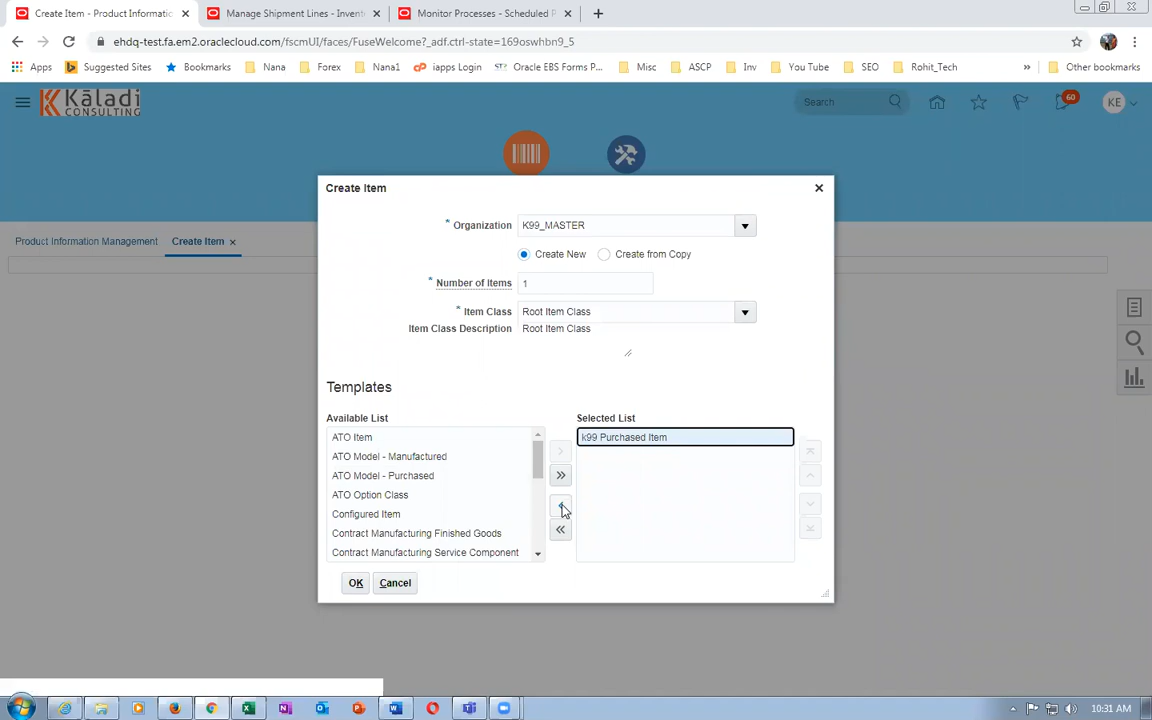 Create Item - Product Informatio
Manage Shipment Lines - Invent
Monitor Processes - Scheduled P
ehdq-test.fa.em2.oraclecloud.com/fscmUI/faces/FuseWelcome?_adf.ctrl-state=169oswhbn9_5
Apps
Suggested Sites
Bookmarks
Nana
Forex
Nana1
iapps Login
Oracle EBS Forms P...
Misc
ASCP
Inv
You Tube
SEO
Rohit_Tech
»
Other bookmarks
Kāladi
CONSULTING
Search
60
KE
Product Information Management
Create Item
Create Item
* Organization K99_MASTER
Create New Create from Copy
* Number of Items 1
* Item Class Root Item Class
Item Class Description Root Item Class
Templates
Available List
ATO Item
ATO Model - Manufactured
ATO Model - Purchased
ATO Option Class
Configured Item
Contract Manufacturing Finished Goods
Contract Manufacturing Service Component
Selected List
k99 Purchased Item
OK
Cancel
10:31 AM